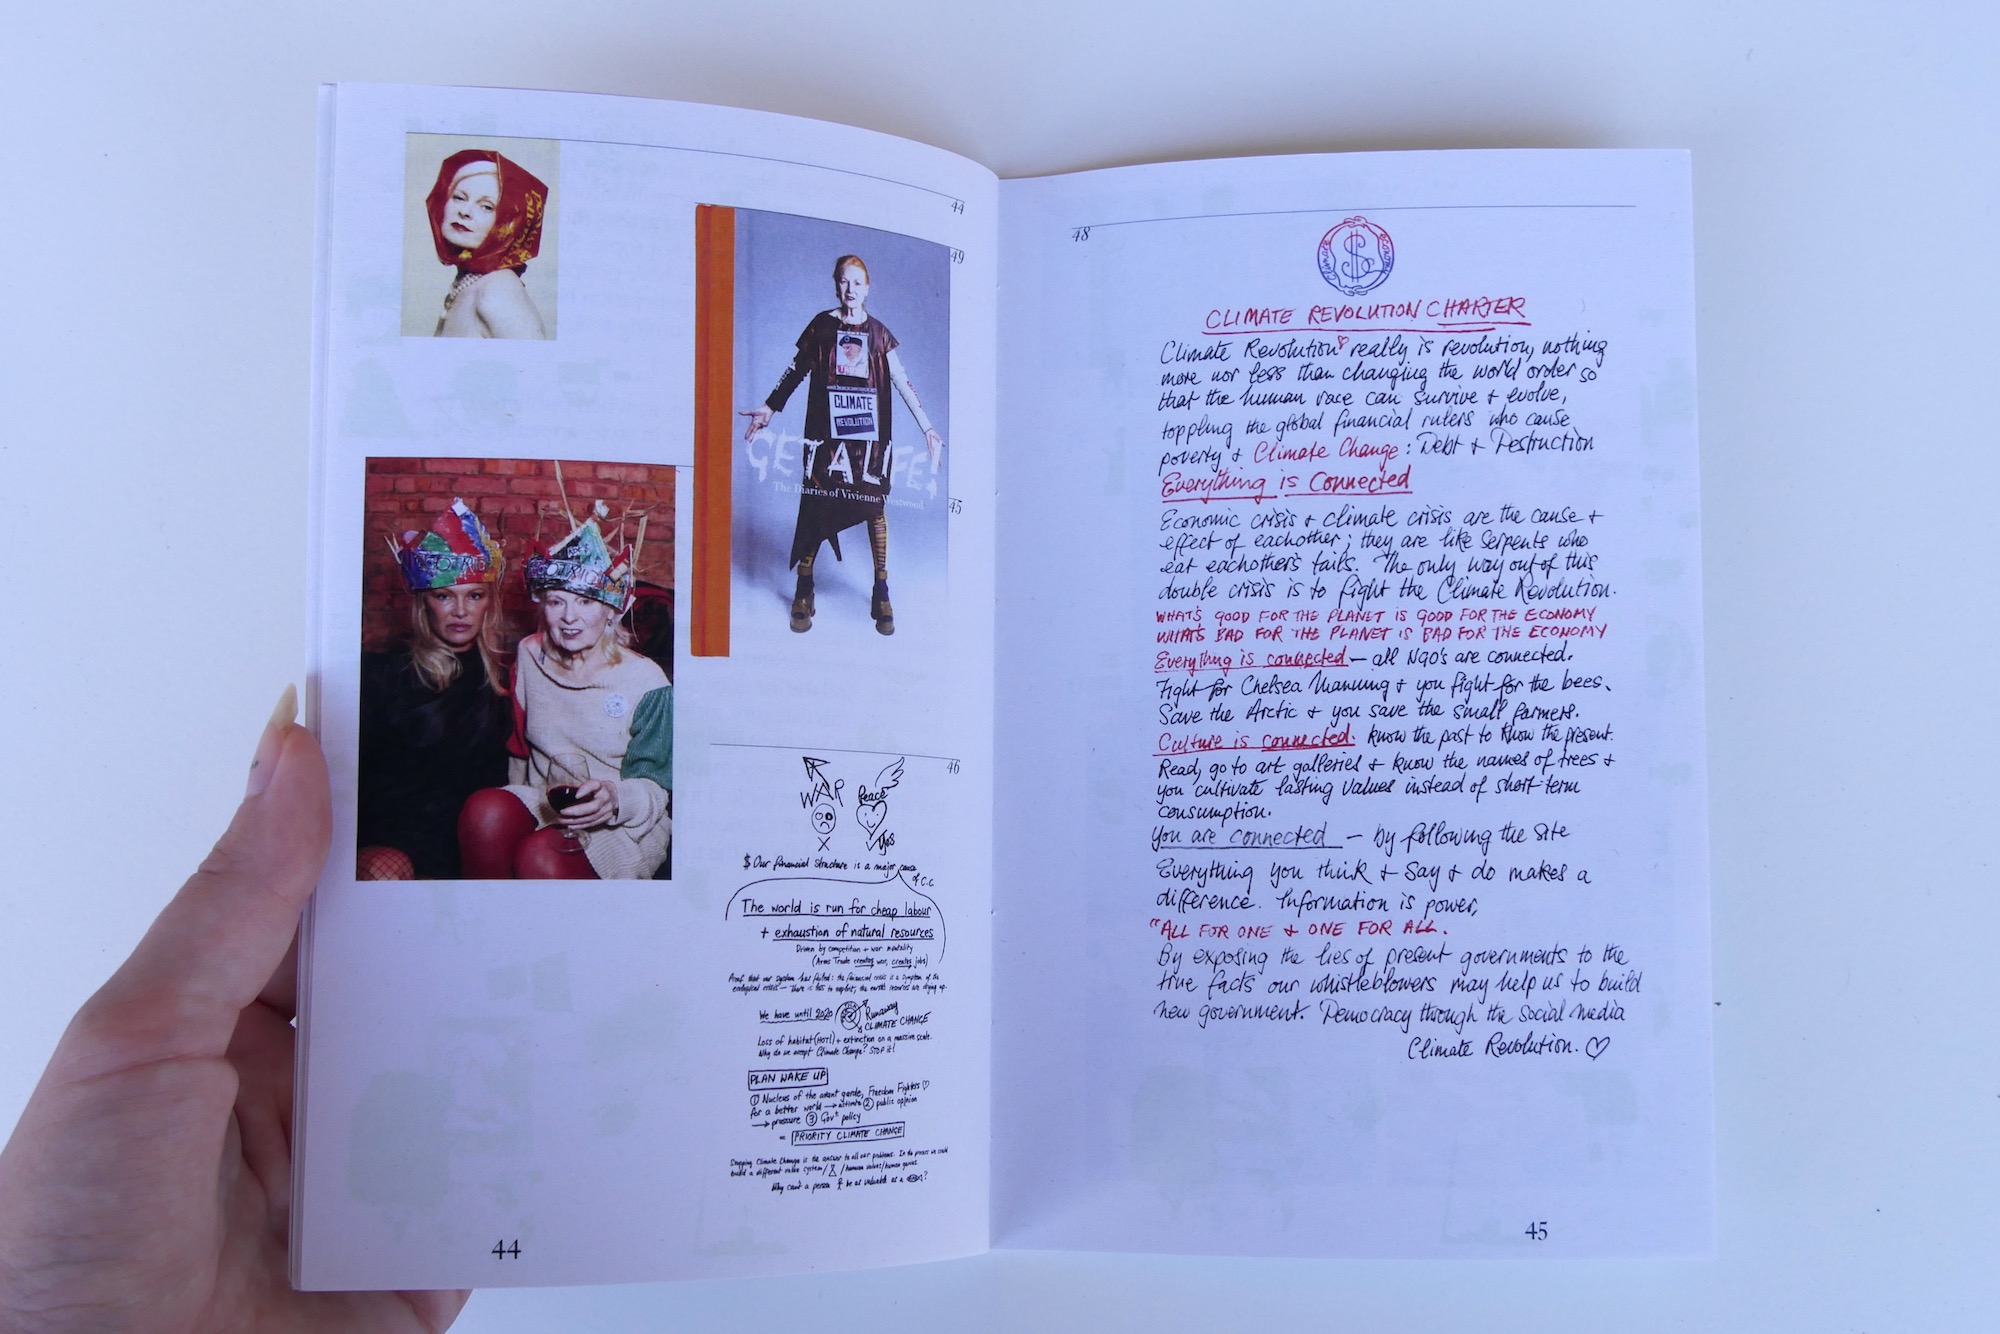 44
49
CLIMATE
REVOLUTION
GET A LIFE!
The Diaries of Vivienne Westwood
45
46
WAR
Peace
Yes
$ Our financial structure is a major cause
of C.C.
The world is run for cheap labour
+ exhaustion of natural resources
Driven by competition + war mentality
(Arms Trade creates war, creates jobs)
Proof that our system has failed: the financial crisis is a symptom of the
ecological crisis — there is less to exploit; the earth's resources are drying up.
We have until 2020
Runaway
CLIMATE CHANGE
Loss of habitat (HOT!) + extinction on a massive scale.
Why do we accept Climate Change? STOP it!
PLAN WAKE UP
① Nucleus of the avant garde, Freedom Fighters ♡
for a better world → activate ② public opinion
→ pressure ③ Gov^t policy
= PRIORITY CLIMATE CHANGE
Stopping Climate Change is the answer to all our problems. In the process we could
build a different value system / / human values/human genius
Why can't a person be as valuable as a
44
48
Climate
economy
$
CLIMATE REVOLUTION CHARTER
Climate Revolution♡ really is revolution, nothing
more nor less than changing the world order so
that the human race can survive + evolve,
toppling the global financial rulers who cause
poverty + Climate Change: Debt + Destruction
Everything is Connected
Economic crisis + climate crisis are the cause +
effect of eachother; they are like serpents who
eat eachother's tails. The only way out of this
double crisis is to fight the Climate Revolution.
WHAT'S GOOD FOR THE PLANET IS GOOD FOR THE ECONOMY
WHAT'S BAD FOR THE PLANET IS BAD FOR THE ECONOMY
Everything is connected — all NGO's are connected.
Fight for Chelsea Manning + you fight for the bees.
Save the Arctic + you save the small farmers.
Culture is connected. Know the past to know the present.
Read, go to art galleries + know the names of trees +
you cultivate lasting values instead of short term
consumption.
You are connected — by following the site
Everything you think + say + do makes a
difference. Information is power,
"ALL FOR ONE + ONE FOR ALL.
By exposing the lies of present governments to the
true facts our whistleblowers may help us to build
new government. Democracy through the social media
Climate Revolution. ♡
45